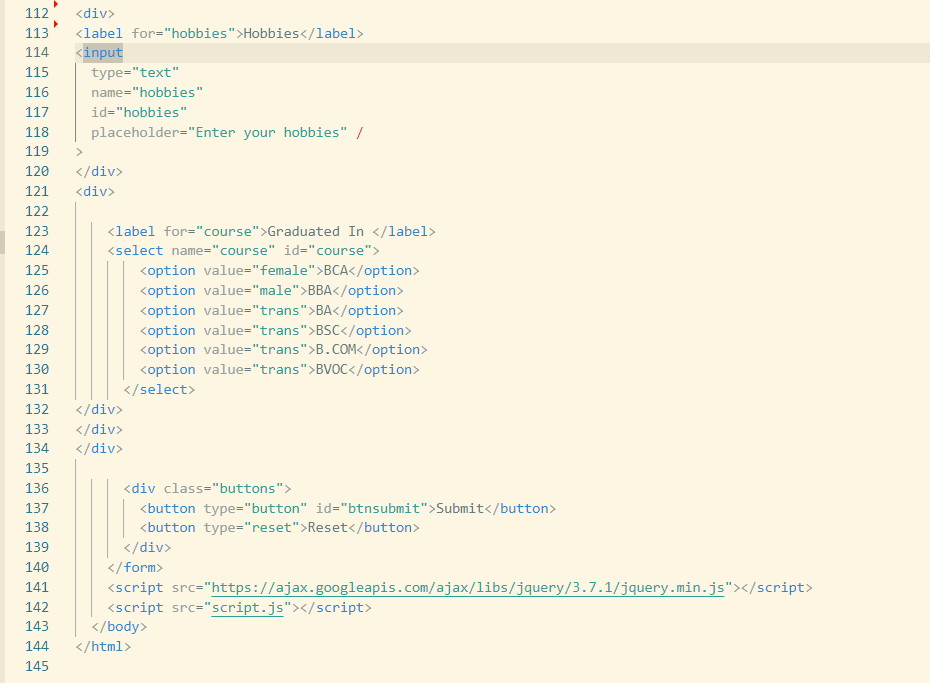 112 <div>
113 <label for="hobbies">Hobbies</label>
114 <input
115 type="text"
116 name="hobbies"
117 id="hobbies"
118 placeholder="Enter your hobbies" /
119 >
120 </div>
121 <div>
122
123 <label for="course">Graduated In </label>
124 <select name="course" id="course">
125 <option value="female">BCA</option>
126 <option value="male">BBA</option>
127 <option value="trans">BA</option>
128 <option value="trans">BSC</option>
129 <option value="trans">B.COM</option>
130 <option value="trans">BVOC</option>
131 </select>
132 </div>
133 </div>
134 </div>
135
136 <div class="buttons">
137 <button type="button" id="btnsubmit">Submit</button>
138 <button type="reset">Reset</button>
139 </div>
140 </form>
141 <script src="https://ajax.googleapis.com/ajax/libs/jquery/3.7.1/jquery.min.js"></script>
142 <script src="script.js"></script>
143 </body>
144 </html>
145